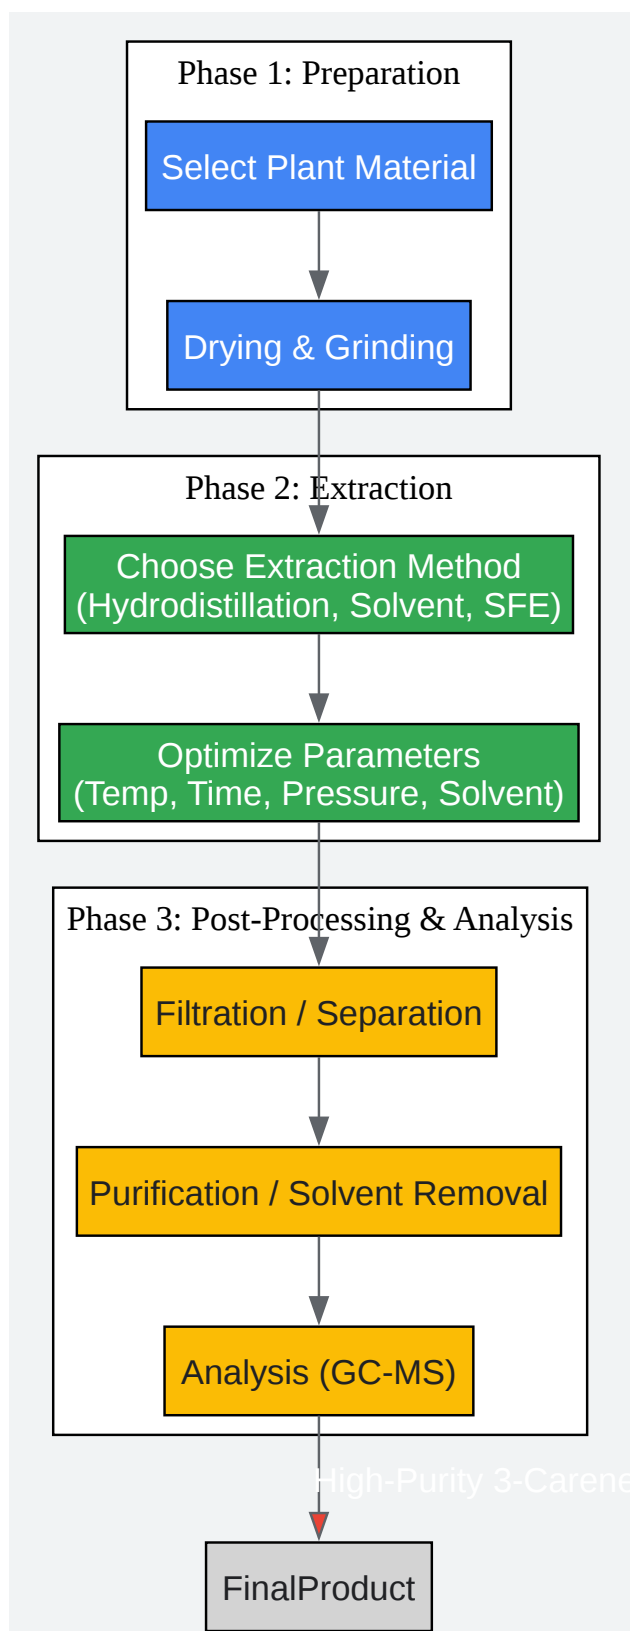 Phase 1: Preparation
Select Plant Material
Drying & Grinding
Phase 2: Extraction
Choose Extraction Method
(Hydrodistillation, Solvent, SFE)
Optimize Parameters
(Temp, Time, Pressure, Solvent)
Phase 3: Post-Processing & Analysis
Filtration / Separation
Purification / Solvent Removal
Analysis (GC-MS)
High-Purity 3-Carene
FinalProduct